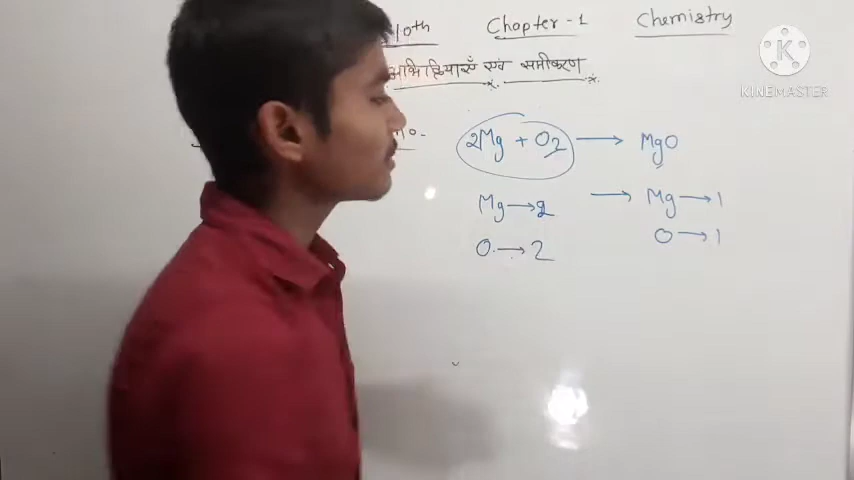 10th Chapter-1 Chemistry
K
KINEMASTER
अभिक्रियाएँ एवं समीकरण
2Mg + O2 → MgO
Mg → 2 → Mg → 1
O → 2 O → 1